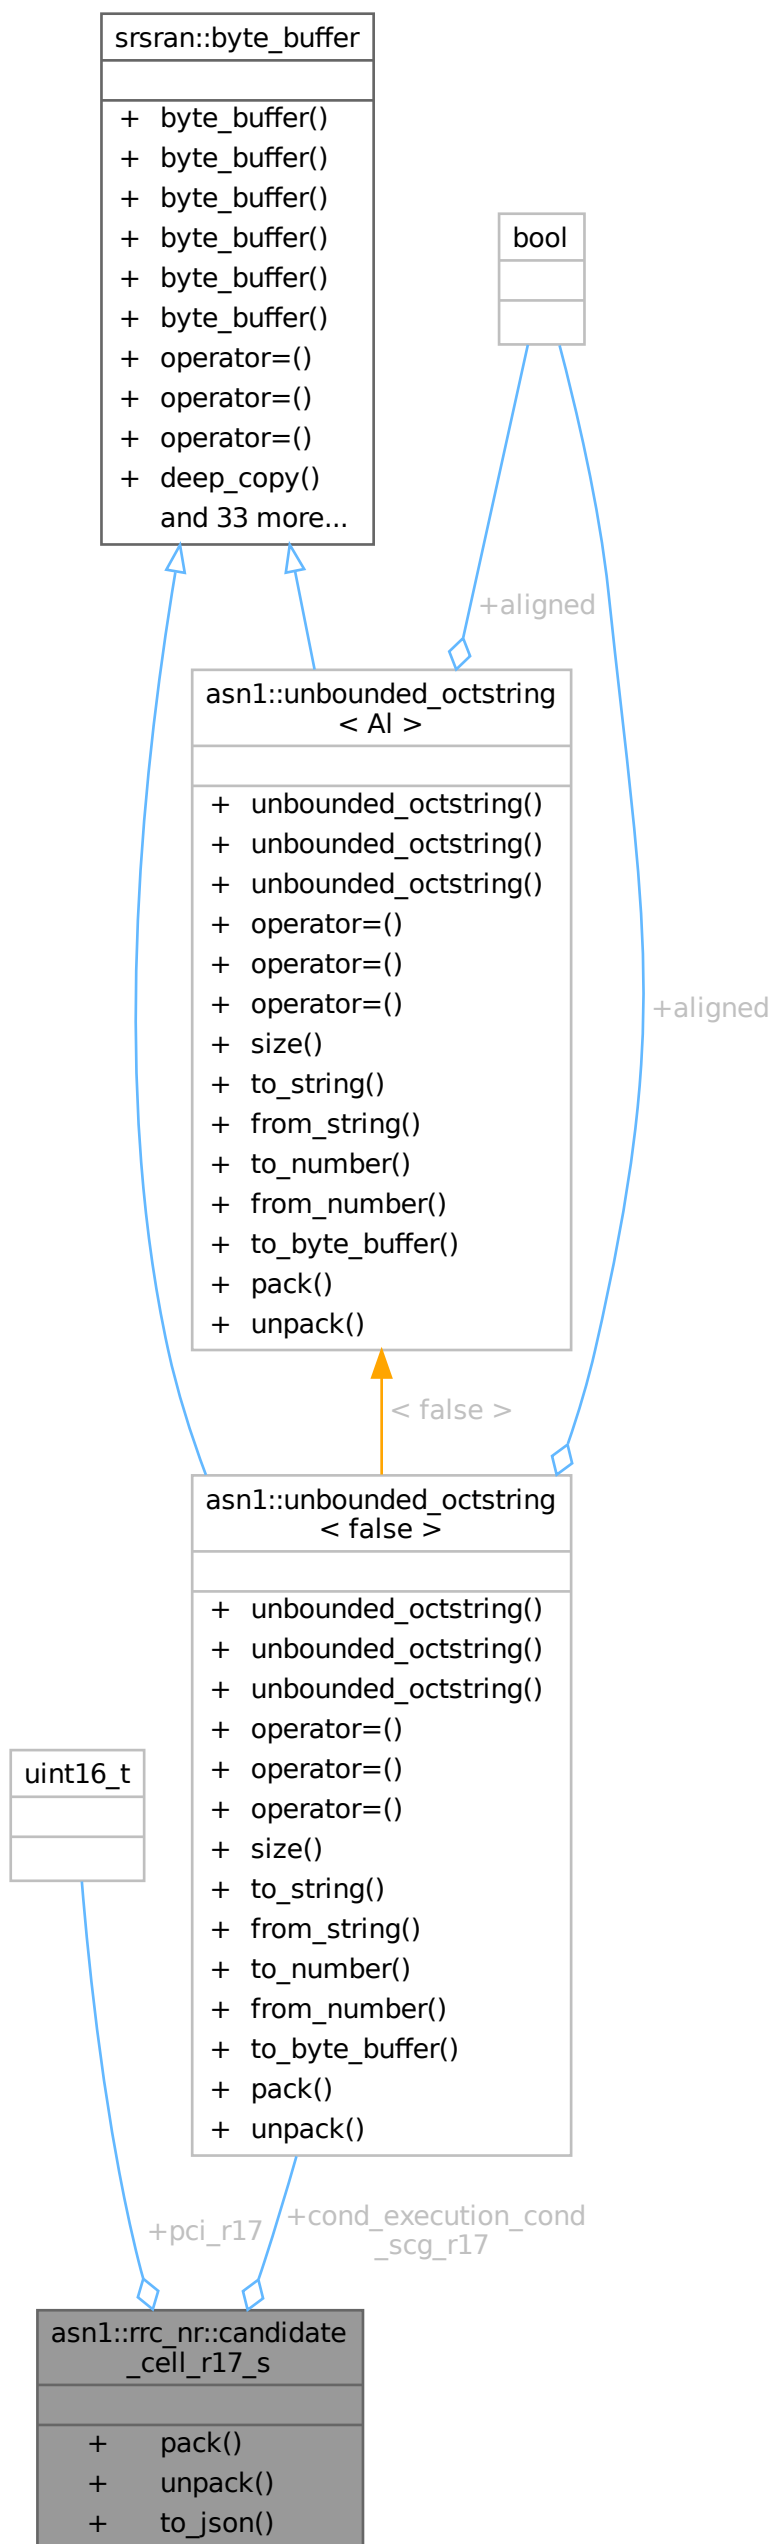 srsran::byte_buffer
+ byte_buffer()
+ byte_buffer()
+ byte_buffer()
+ byte_buffer()
+ byte_buffer()
+ byte_buffer()
+ operator=()
+ operator=()
+ operator=()
+ deep_copy()
and 33 more...
bool
+aligned
asn1::unbounded_octstring
< Al >
+ unbounded_octstring()
+ unbounded_octstring()
+ unbounded_octstring()
+ operator=()
+ operator=()
+ operator=()
+ size()
+ to_string()
+ from_string()
+ to_number()
+ from_number()
+ to_byte_buffer()
+ pack()
+ unpack()
+aligned
< false >
asn1::unbounded_octstring
< false >
+ unbounded_octstring()
+ unbounded_octstring()
+ unbounded_octstring()
+ operator=()
+ operator=()
+ operator=()
+ size()
+ to_string()
+ from_string()
+ to_number()
+ from_number()
+ to_byte_buffer()
+ pack()
+ unpack()
uint16_t
+pci_r17
+cond_execution_cond
_scg_r17
asn1::rrc_nr::candidate
_cell_r17_s
+ pack()
+ unpack()
+ to_json()